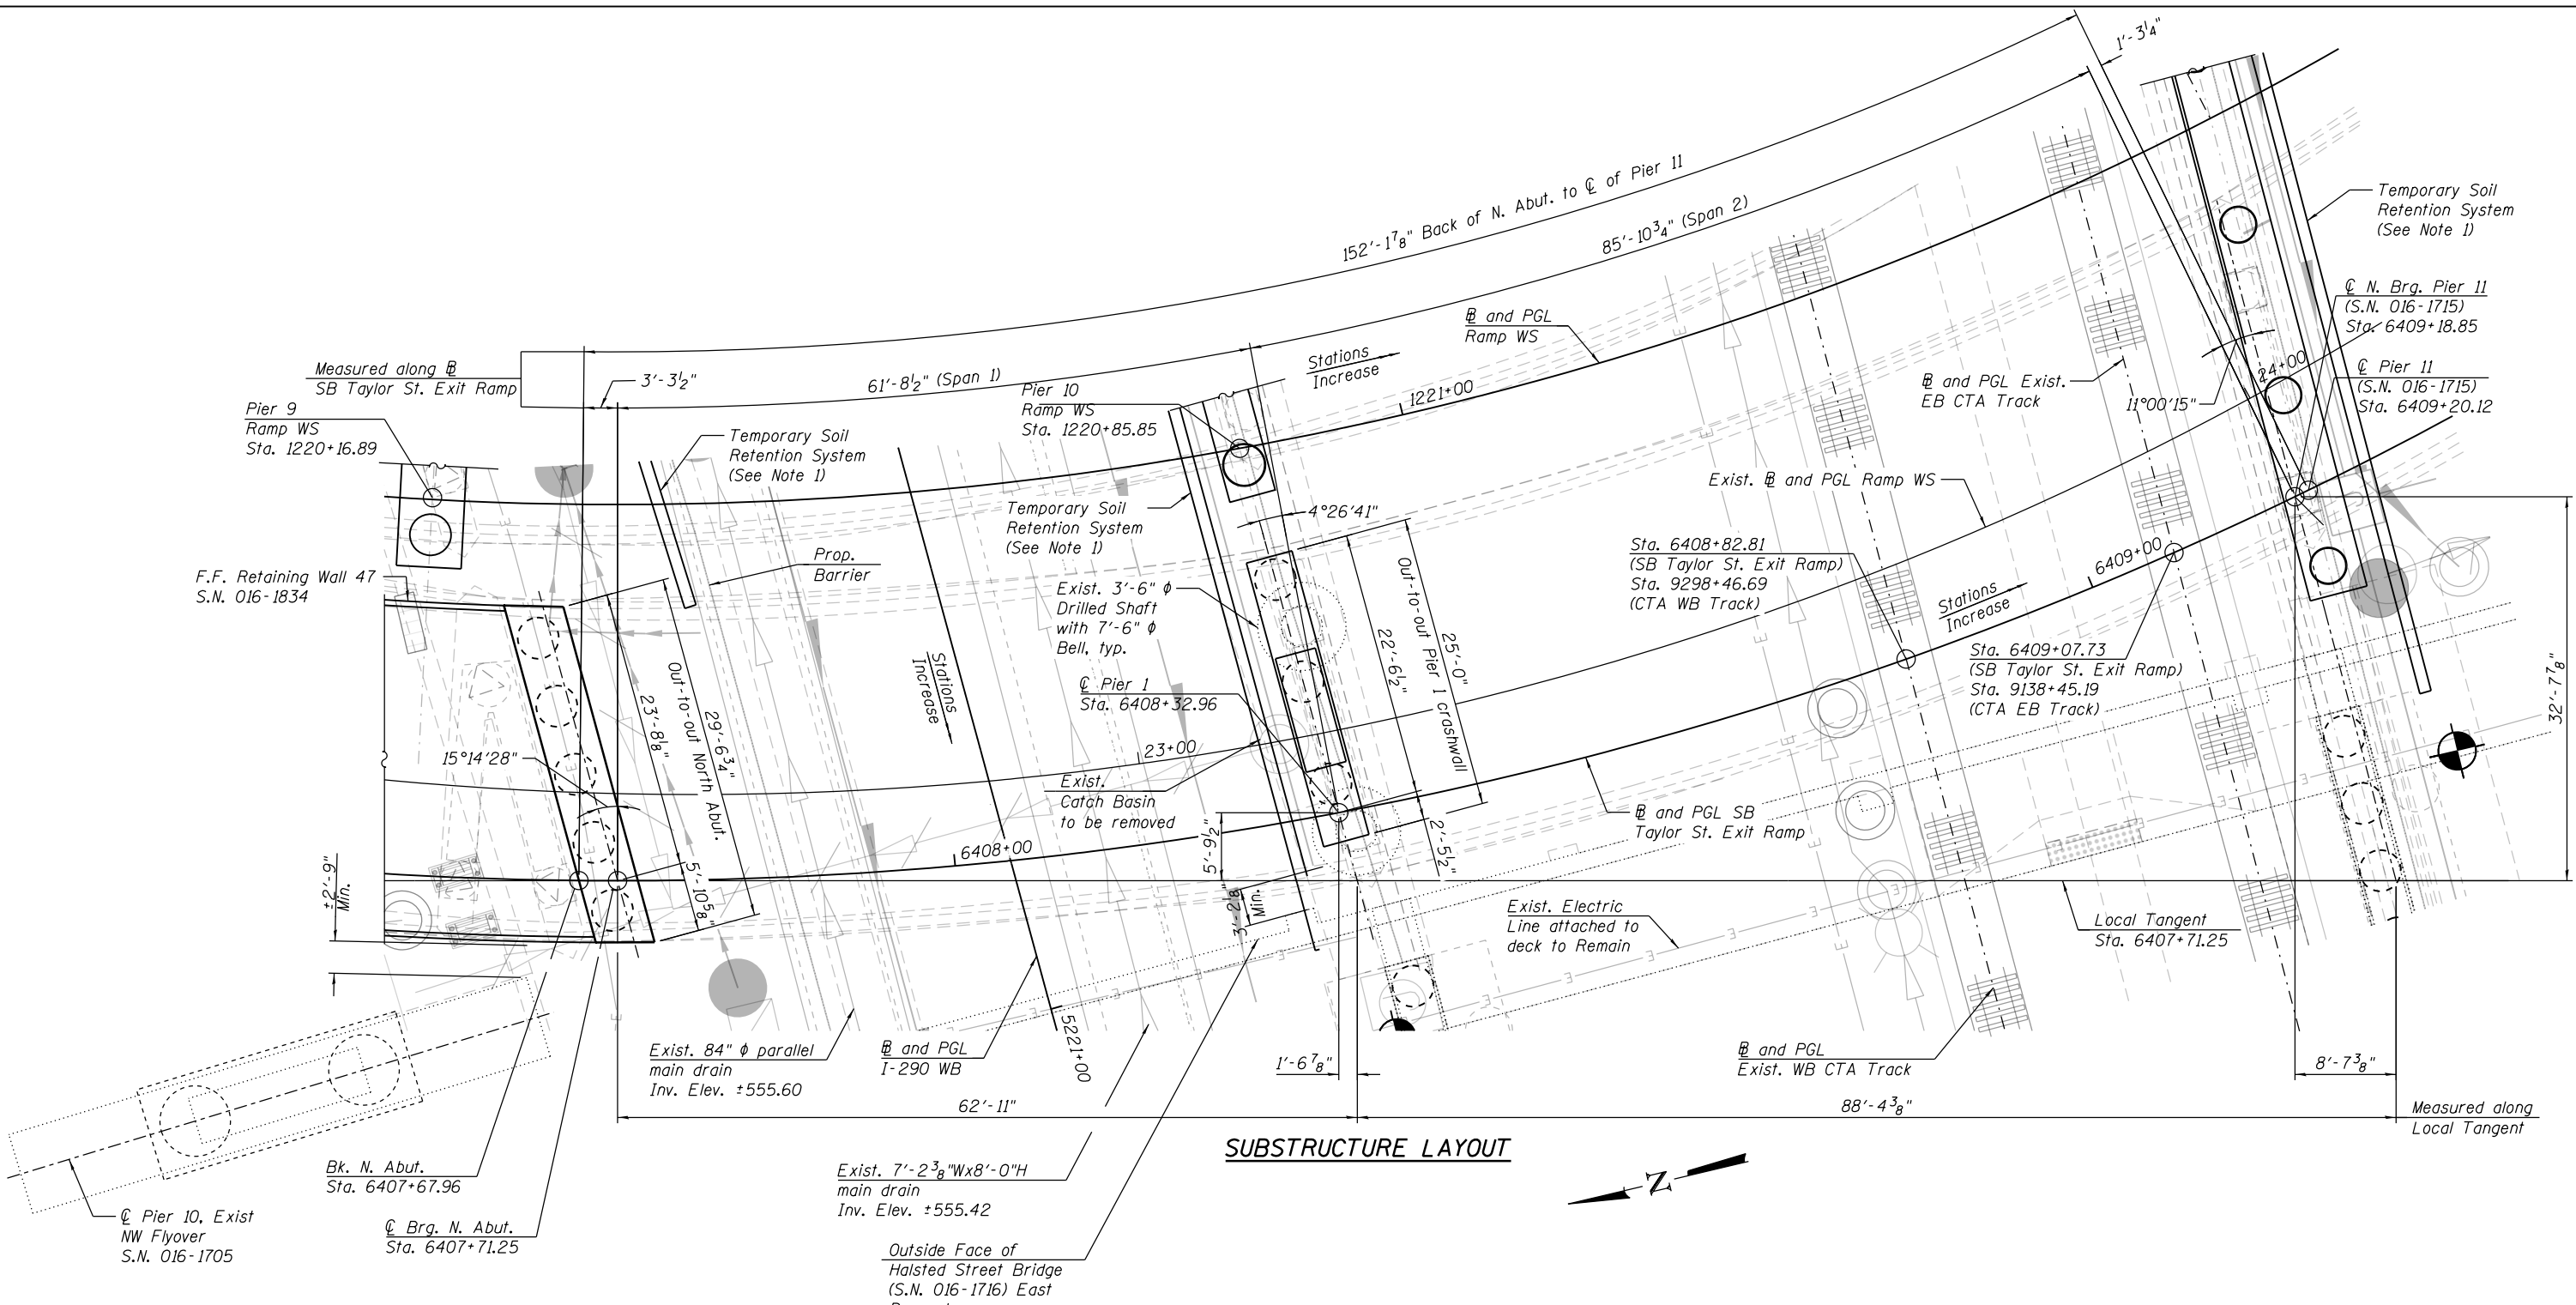 1'-3¼"
152'-1⅞" Back of N. Abut. to ℄ of Pier 11
85'-10¾" (Span 2)
Temporary Soil
Retention System
(See Note 1)
℄ N. Brg. Pier 11
(S.N. 016-1715)
Sta. 6409+18.85
℄ Pier 11
(S.N. 016-1715)
Sta. 6409+20.12
Measured along ⅊
SB Taylor St. Exit Ramp
3'-3½"
61'-8½" (Span 1)
Stations
Increase
⅊ and PGL
Ramp WS
1221+00
⅊ and PGL Exist.
EB CTA Track
11°00'15"
24+00
Pier 9
Ramp WS
Sta. 1220+16.89
Pier 10
Ramp WS
Sta. 1220+85.85
Temporary Soil
Retention System
(See Note 1)
Temporary Soil
Retention System
(See Note 1)
4°26'41"
Exist. ⅊ and PGL Ramp WS
F.F. Retaining Wall 47
S.N. 016-1834
Prop.
Barrier
Exist. 3'-6" ϕ
Drilled Shaft
with 7'-6" ϕ
Bell, typ.
Out-to-out Pier 1 crashwall
25'-0"
22'-6½"
Sta. 6408+82.81
(SB Taylor St. Exit Ramp)
Sta. 9298+46.69
(CTA WB Track)
6409+00
Stations
Increase
Sta. 6409+07.73
(SB Taylor St. Exit Ramp)
Sta. 9138+45.19
(CTA EB Track)
32'-7⅞"
Stations
Increase
℄ Pier 1
Sta. 6408+32.96
Out-to-out North Abut.
29'-6¾"
23'-8⅛"
15°14'28"
23+00
Exist.
Catch Basin
to be removed
⅊ and PGL SB
Taylor St. Exit Ramp
6408+00
5'-9½"
2'-5½"
±2'-9"
Min.
5'-10⅝"
3'-2⅛"
Min.
Exist. Electric
Line attached to
deck to Remain
Local Tangent
Sta. 6407+71.25
Exist. 84" ϕ parallel
main drain
Inv. Elev. ±555.60
⅊ and PGL
I-290 WB
5221+00
1'-6⅞"
⅊ and PGL
Exist. WB CTA Track
8'-7⅜"
62'-11"
88'-4⅜"
Measured along
Local Tangent
SUBSTRUCTURE LAYOUT
Bk. N. Abut.
Sta. 6407+67.96
Exist. 7'-2⅜"Wx8'-0"H
main drain
Inv. Elev. ±555.42
Z
℄ Pier 10, Exist
NW Flyover
S.N. 016-1705
℄ Brg. N. Abut.
Sta. 6407+71.25
Outside Face of
Halsted Street Bridge
(S.N. 016-1716) East